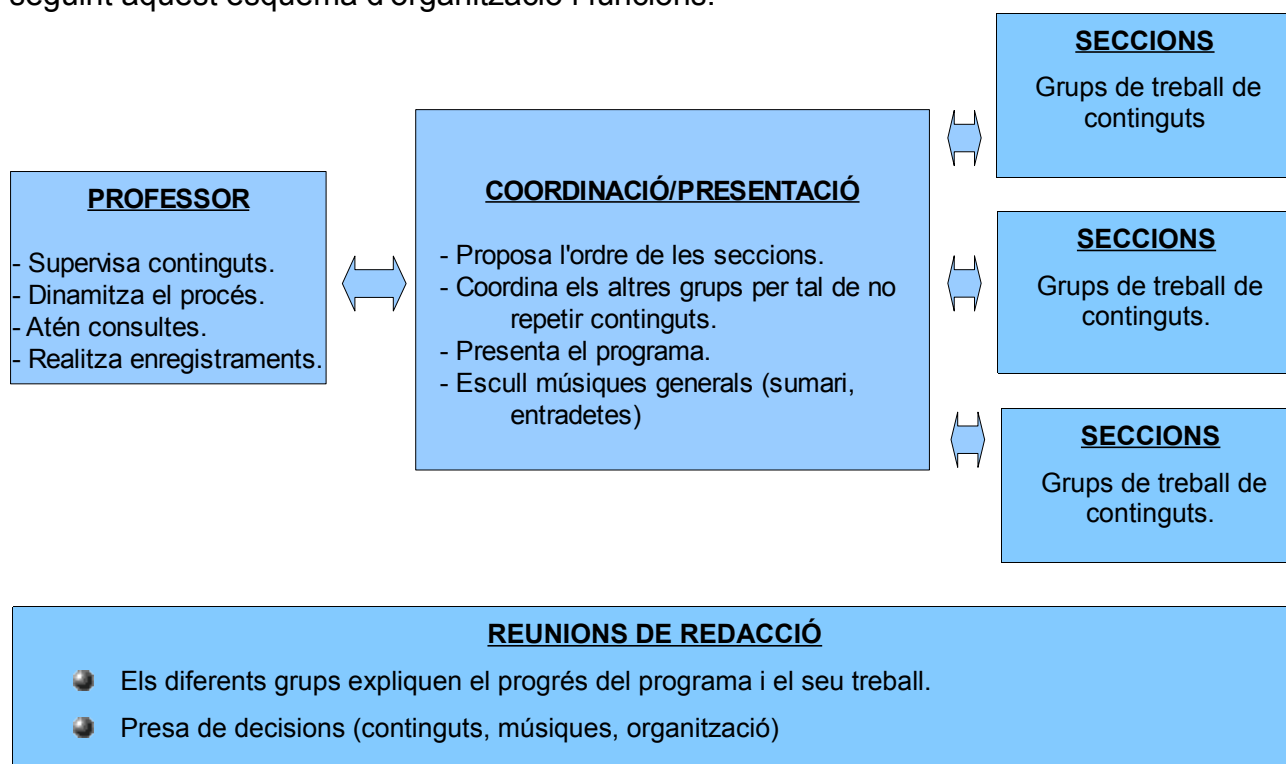 seguint aquest esquema d'organització i funcions:
PROFESSOR
- Supervisa continguts.
- Dinamitza el procés.
- Atén consultes.
- Realitza enregistraments.
COORDINACIÓ/PRESENTACIÓ
- Proposa l'ordre de les seccions.
- Coordina els altres grups per tal de no
repetir continguts.
- Presenta el programa.
- Escull músiques generals (sumari,
entradetes)
SECCIONS
Grups de treball de
continguts
SECCIONS
Grups de treball de
continguts.
SECCIONS
Grups de treball de
continguts.
REUNIONS DE REDACCIÓ
Els diferents grups expliquen el progrés del programa i el seu treball.
Presa de decisions (continguts, músiques, organització)